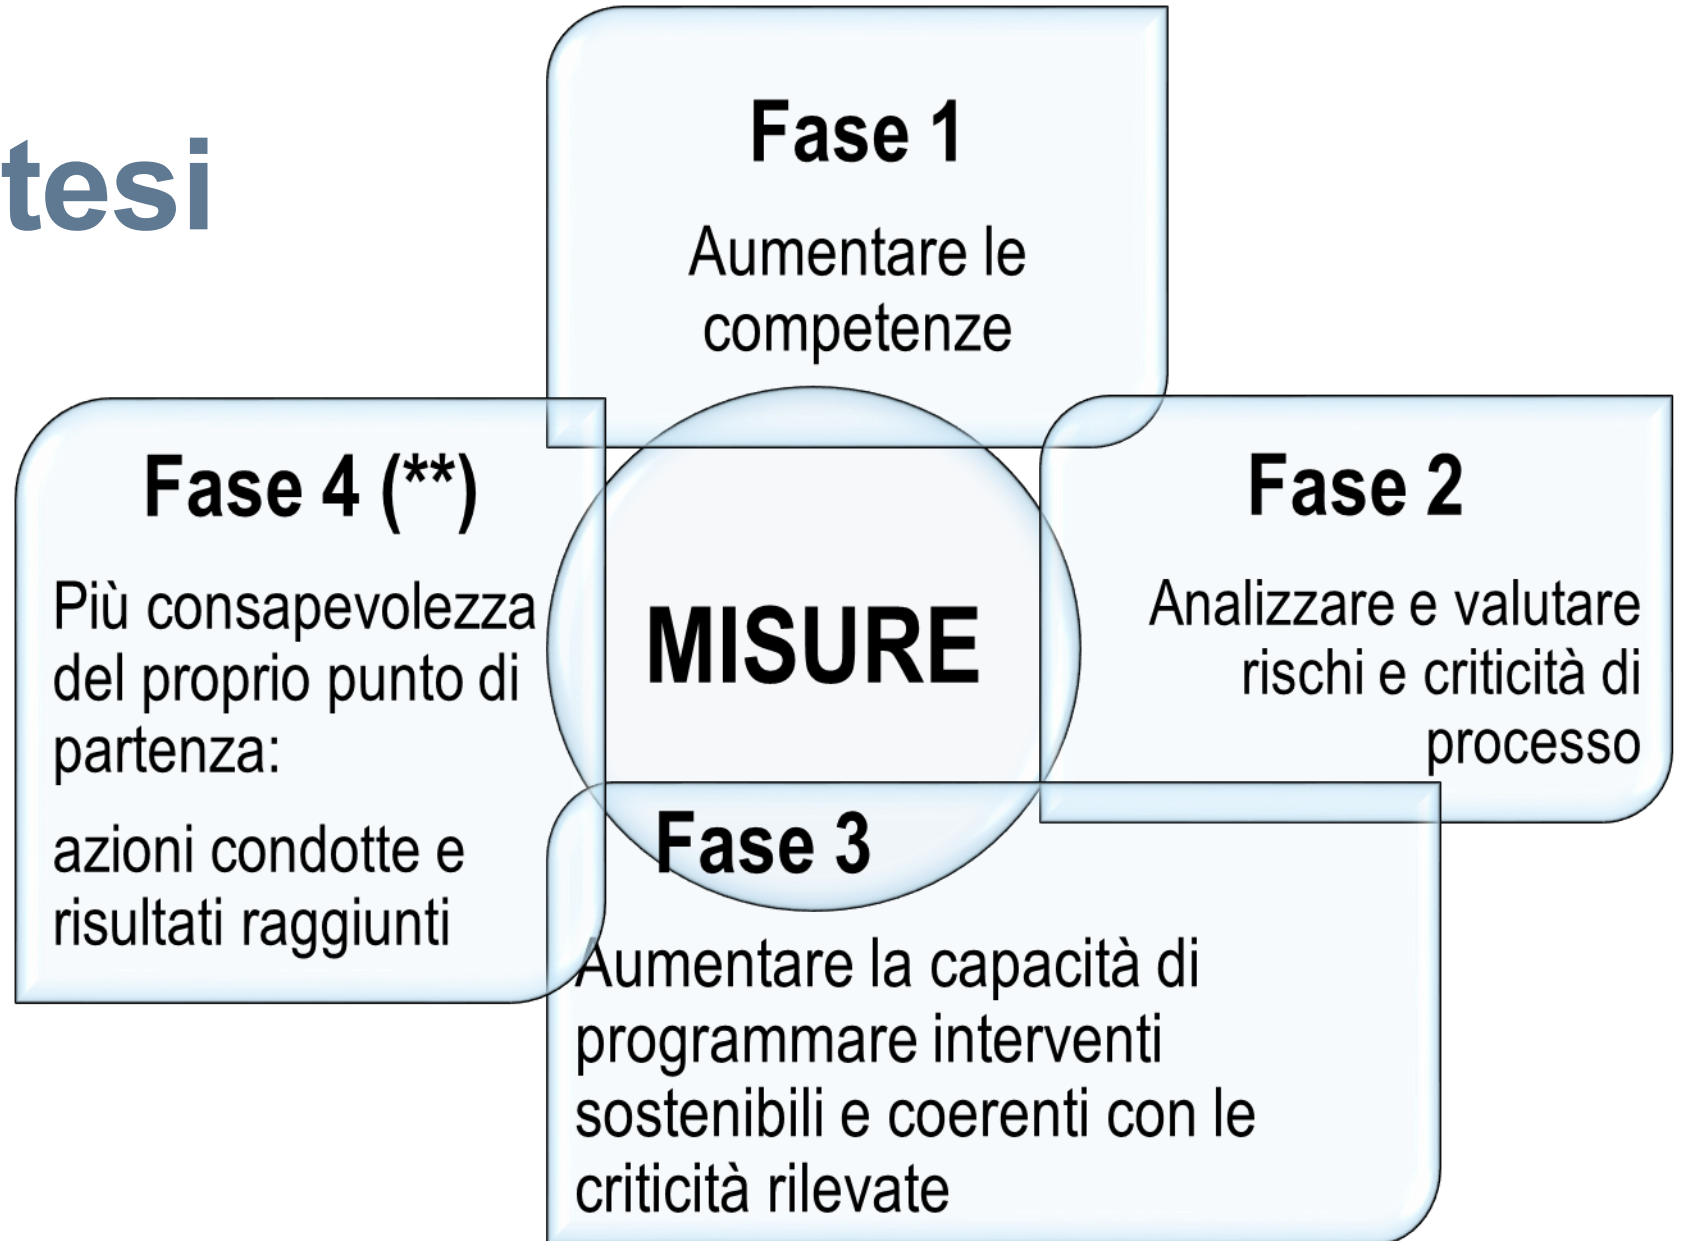 tesi
Fase 1
Aumentare le
competenze
Fase 4 (**)
Più consapevolezza
del proprio punto di
partenza:
azioni condotte e
risultati raggiunti
MISURE
Fase 2
Analizzare e valutare
rischi e criticità di
processo
Fase 3
Aumentare la capacità di
programmare interventi
sostenibili e coerenti con le
criticità rilevate